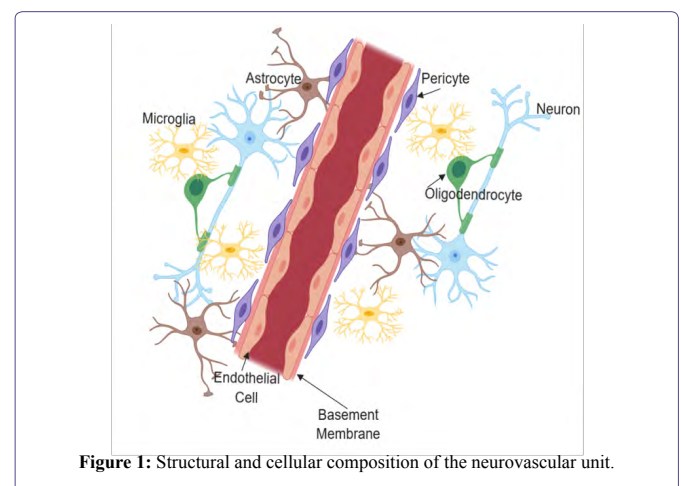 Astrocyte
Pericyte
Microglia
Neuron
Oligodendrocyte
Endothelial
Cell
Basement
Membrane
Figure 1: Structural and cellular composition of the neurovascular unit.